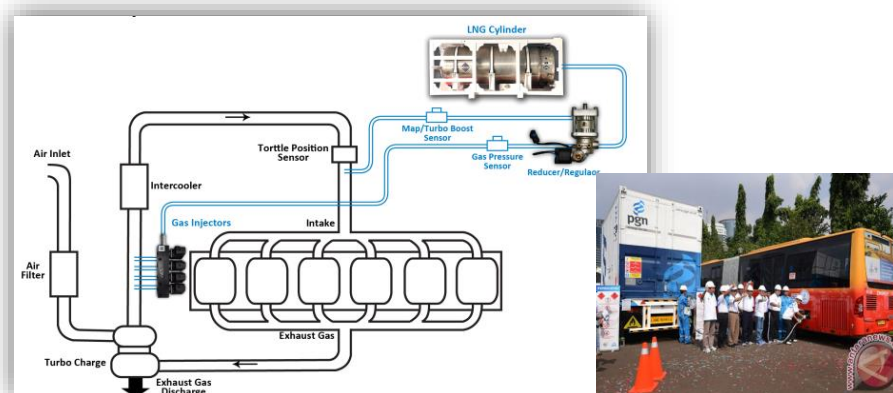 LNG Cylinder
Map/Turbo Boost
Sensor
Gas Pressure
Sensor
Reducer/Regulaor
Torttle Position
Sensor
Air Inlet
Intercooler
Gas Injectors
Intake
Air
Filter
Exhaust Gas
Turbo Charge
Exhaust Gas
Discharge
pgn